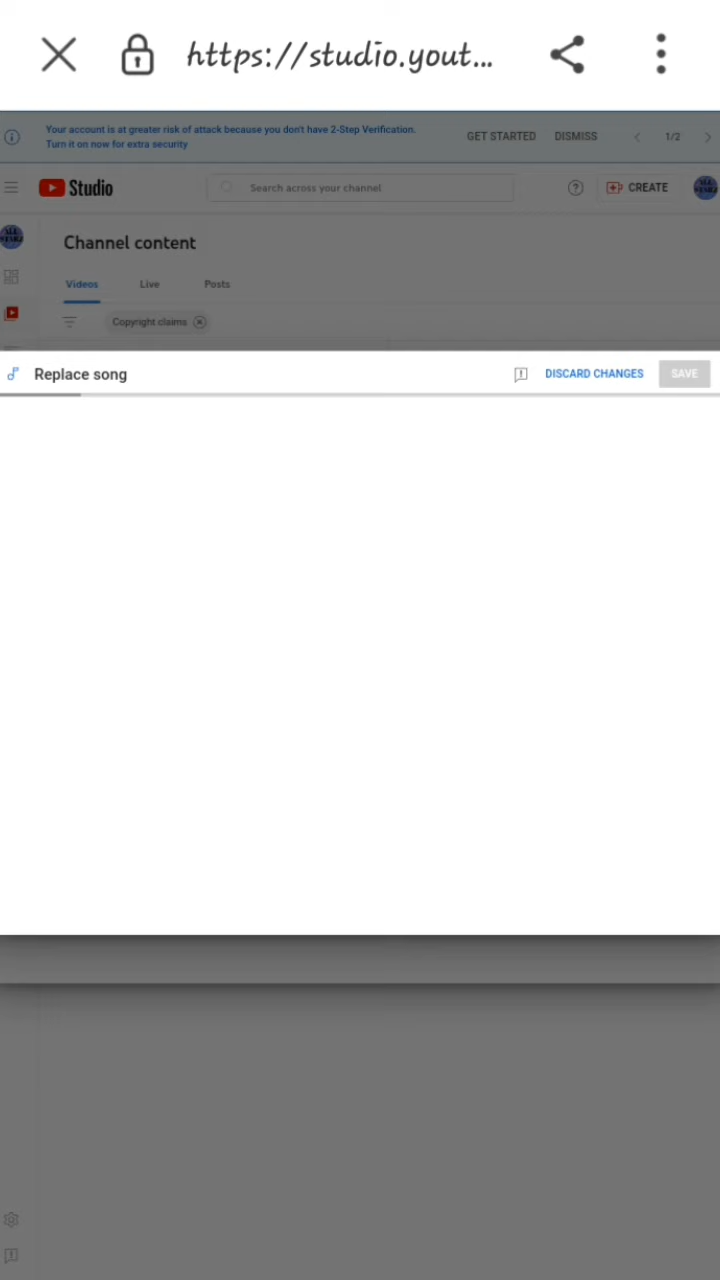 https://studio.yout...
Your account is at greater risk of attack because you don't have 2-Step Verification.
Turn it on now for extra security
GET STARTED
DISMISS
1/2
Studio
Search across your channel
CREATE
Channel content
Videos
Live
Posts
Copyright claims
Replace song
DISCARD CHANGES
SAVE